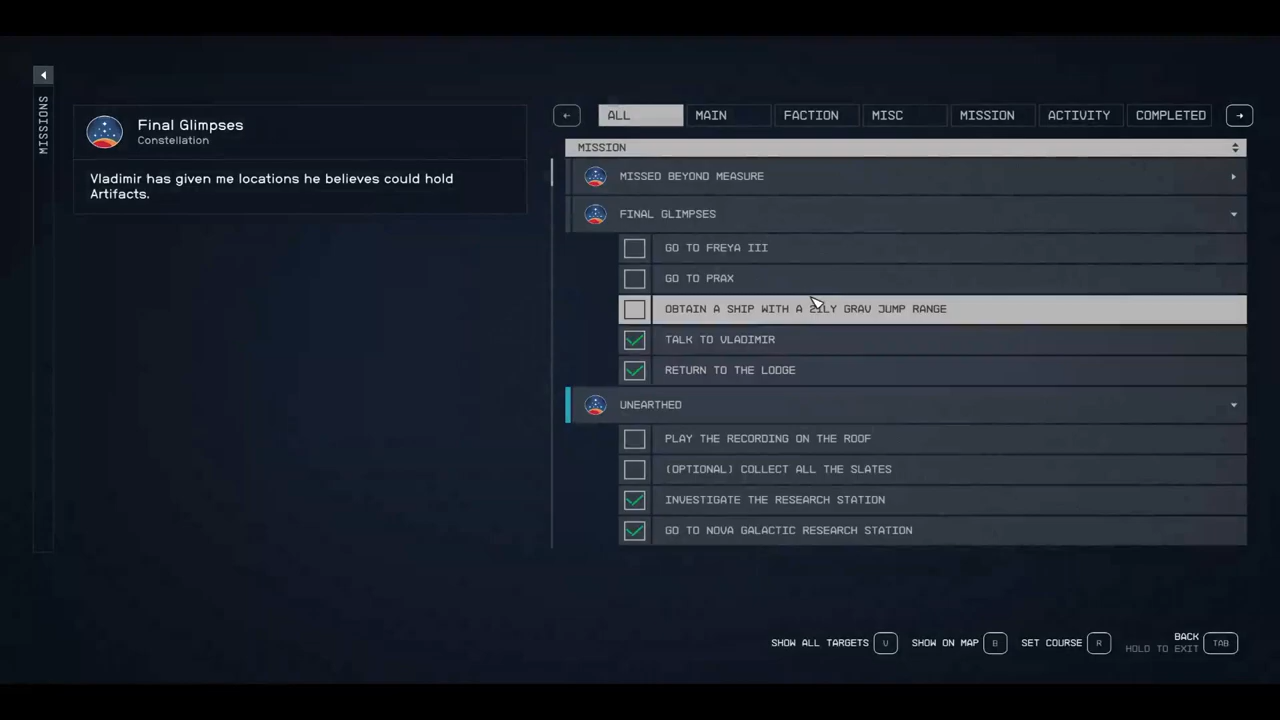 MISSIONS
Final Glimpses
Constellation
Vladimir has given me locations he believes could hold
Artifacts.
ALL
MAIN
FACTION
MISC
MISSION
ACTIVITY
COMPLETED
MISSION
MISSED BEYOND MEASURE
FINAL GLIMPSES
GO TO FREYA III
GO TO PRAX
OBTAIN A SHIP WITH A GRAV JUMP RANGE
TALK TO VLADIMIR
RETURN TO THE LODGE
UNEARTHED
PLAY THE RECORDING ON THE ROOF
(OPTIONAL) COLLECT ALL THE SLATES
INVESTIGATE THE RESEARCH STATION
GO TO NOVA GALACTIC RESEARCH STATION
SHOW ALL TARGETS V
SHOW ON MAP B
SET COURSE R
BACK
HOLD TO EXIT
TAB